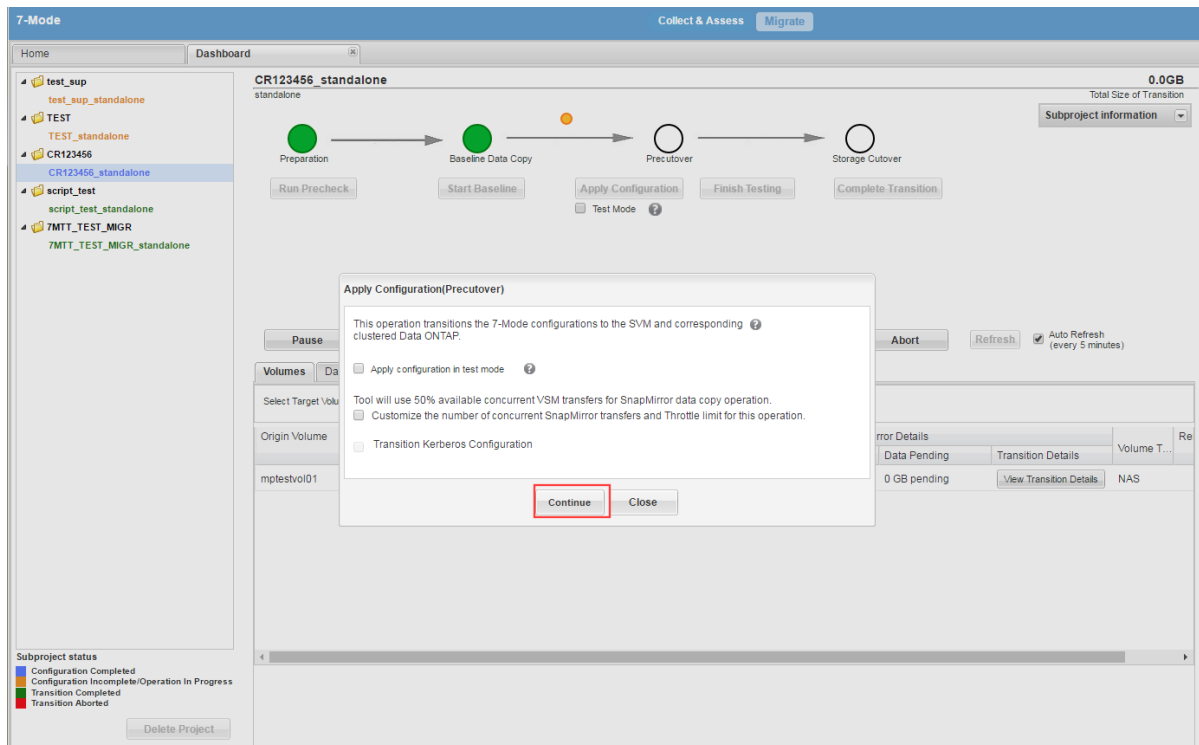 7-Mode
Collect & Assess Migrate
Home
Dashboard
test_sup
test_sup_standalone
TEST
TEST_standalone
CR123456
CR123456_standalone
script_test
script_test_standalone
7MTT_TEST_MIGR
7MTT_TEST_MIGR_standalone
CR123456_standalone
0.0GB
standalone
Total Size of Transition
Subproject information
Preparation
Baseline Data Copy
Precutover
Storage Cutover
Run Precheck
Start Baseline
Apply Configuration
Finish Testing
Complete Transition
Test Mode ?
Apply Configuration(Precutover)
This operation transitions the 7-Mode configurations to the SVM and corresponding ?
clustered Data ONTAP.
Apply configuration in test mode ?
Tool will use 50% available concurrent VSM transfers for SnapMirror data copy operation.
Customize the number of concurrent SnapMirror transfers and Throttle limit for this operation.
Transition Kerberos Configuration
Continue
Close
Pause
Abort
Refresh
Auto Refresh
(every 5 minutes)
Volumes
Da
Select Target Volu
Origin Volume
rror Details
Data Pending
Transition Details
Volume T...
Re
mptestvol01
0 GB pending
View Transition Details
NAS
Subproject status
Configuration Completed
Configuration Incomplete/Operation In Progress
Transition Completed
Transition Aborted
Delete Project